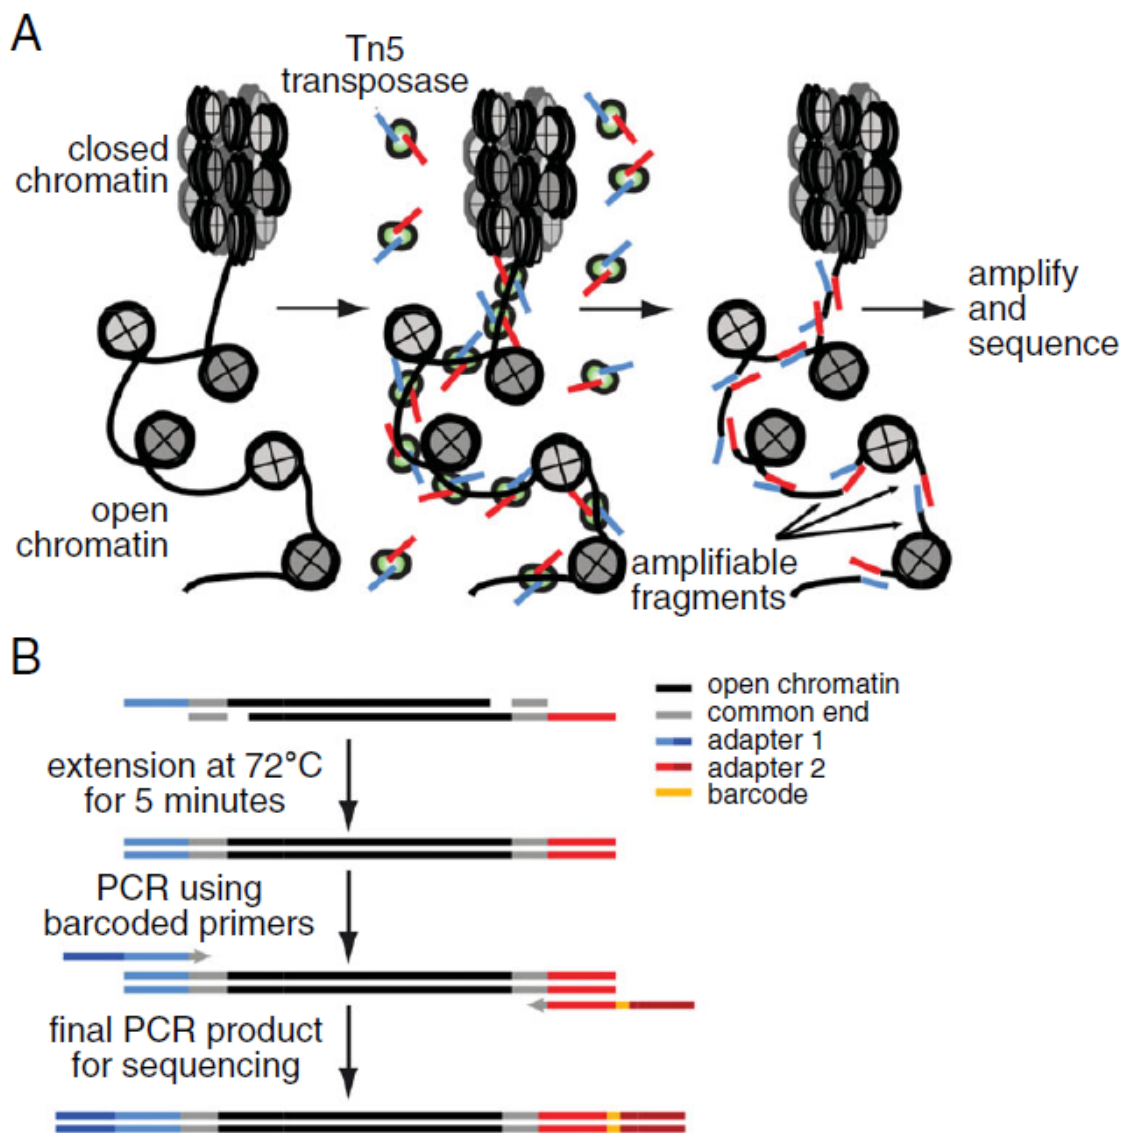 A
Tn5
transposase
closed
chromatin
amplify
and
sequence
open
chromatin
amplifiable
fragments
B
open chromatin
common end
adapter 1
adapter 2
barcode
extension at 72°C
for 5 minutes
PCR using
barcoded primers
final PCR product
for sequencing